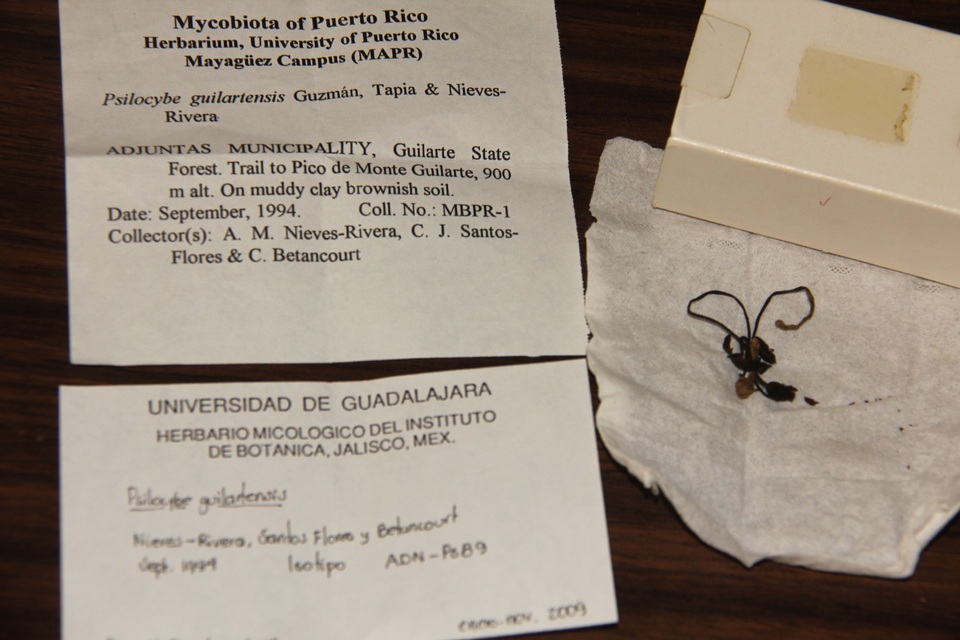 Mycobiota of Puerto Rico
Herbarium, University of Puerto Rico
Mayagüez Campus (MAPR)
Psilocybe guilartensis Guzmán, Tapia & Nieves-
Rivera
ADJUNTAS MUNICIPALITY, Guilarte State
Forest. Trail to Pico de Monte Guilarte, 900
m alt. On muddy clay brownish soil.
Date: September, 1994. Coll. No.: MBPR-1
Collector(s): A. M. Nieves-Rivera, C. J. Santos-
Flores & C. Betancourt
UNIVERSIDAD DE GUADALAJARA
HERBARIO MICOLOGICO DEL INSTITUTO
DE BOTANICA, JALISCO, MEX.
Psilocybe guilartensis
Nieves-Rivera, Santos Flores y Betancourt
Sept. 1994 Isotipo ADN-Ps89
nov. 2009